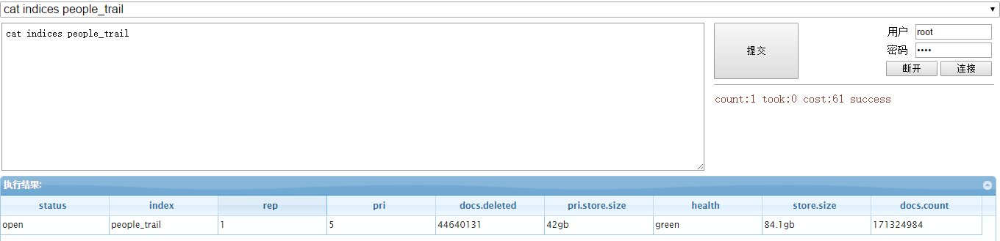 cat indices people_trail
cat indices people_trail
提交
用户 root
密码 ••••
断开 连接
count:1 took:0 cost:61 success
执行结果:
status index rep pri docs.deleted pri.store.size health store.size docs.count
open people_trail 1 5 44640131 42gb green 84.1gb 171324984